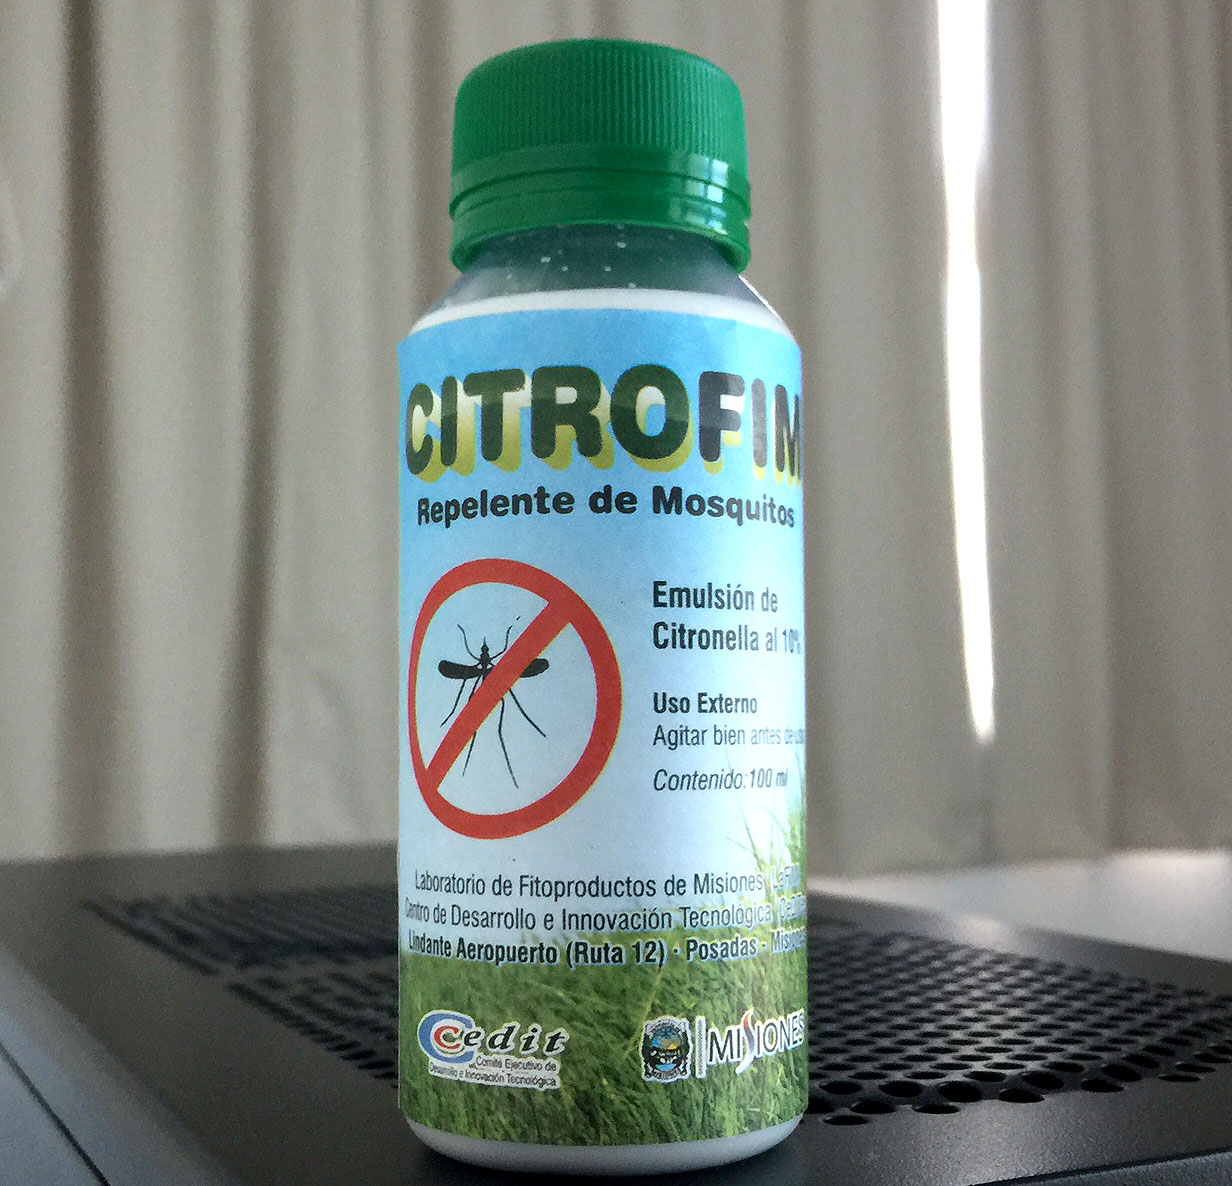 CITROFIM
Repelente de Mosquitos
Emulsión de
Citronella al 10%
Uso Externo
Agitar bien antes de
Contenido: 100 ml
Laboratorio de Fitoproductos de Misiones
Centro de Desarrollo e Innovación Tecnológica
Lindante Aeropuerto (Ruta 12) - Posadas - Misiones
Ccedit
Comité Ejecutivo de
Desarrollo e Innovación Tecnológica
MISIONES